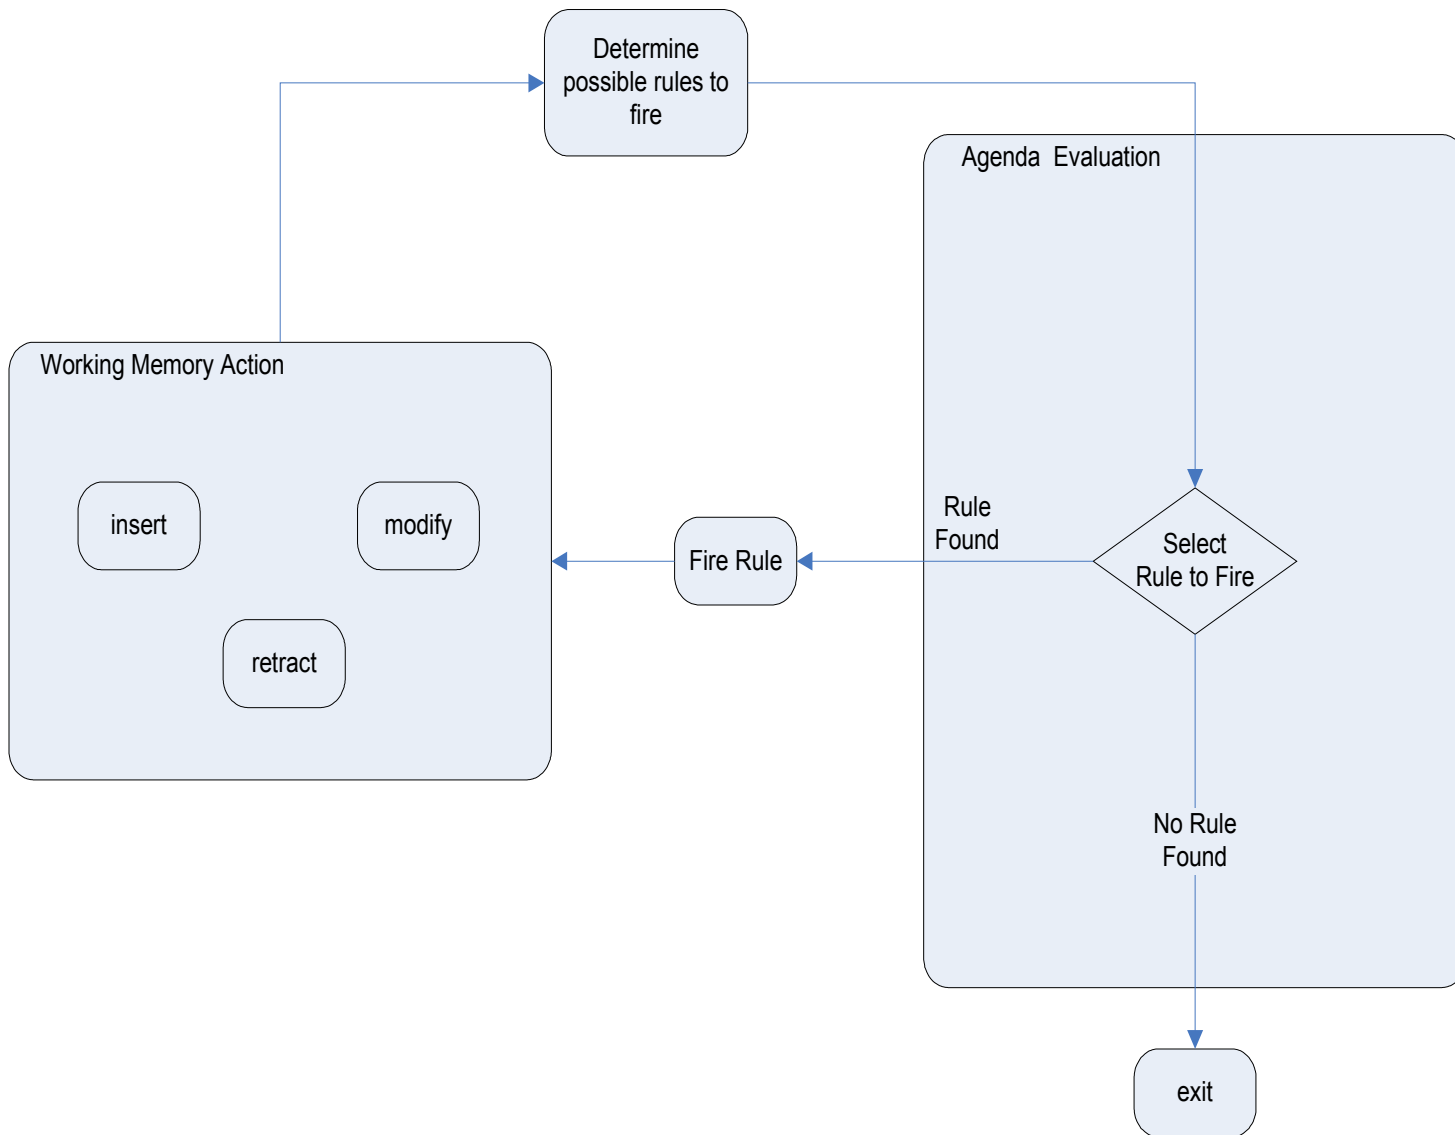 Determine
possible rules to
fire
Agenda  Evaluation
Working Memory Action
insert
modify
retract
Fire Rule
Rule
Found
Select
Rule to Fire
No Rule
Found
exit